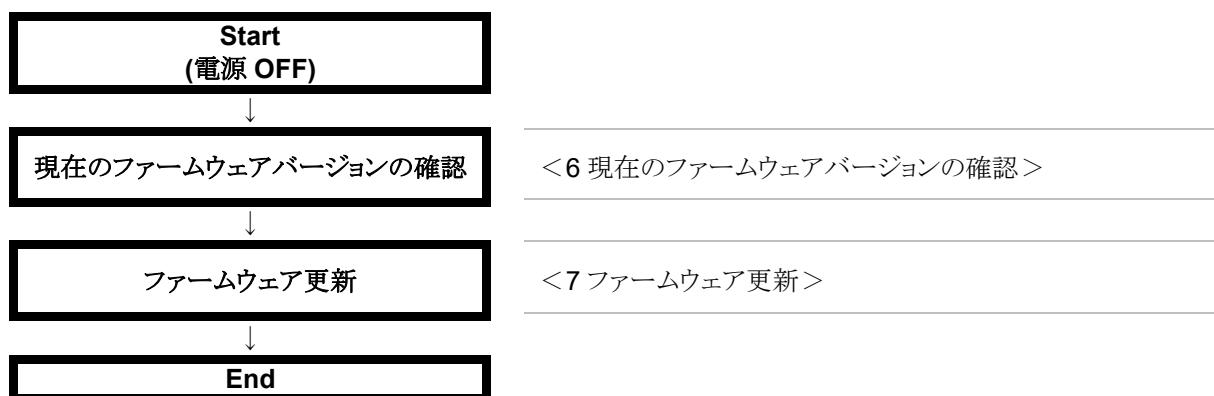 Start
(電源 OFF)
↓
現在のファームウェアバージョンの確認
＜6 現在のファームウェアバージョンの確認＞
↓
ファームウェア更新
＜7 ファームウェア更新＞
↓
End